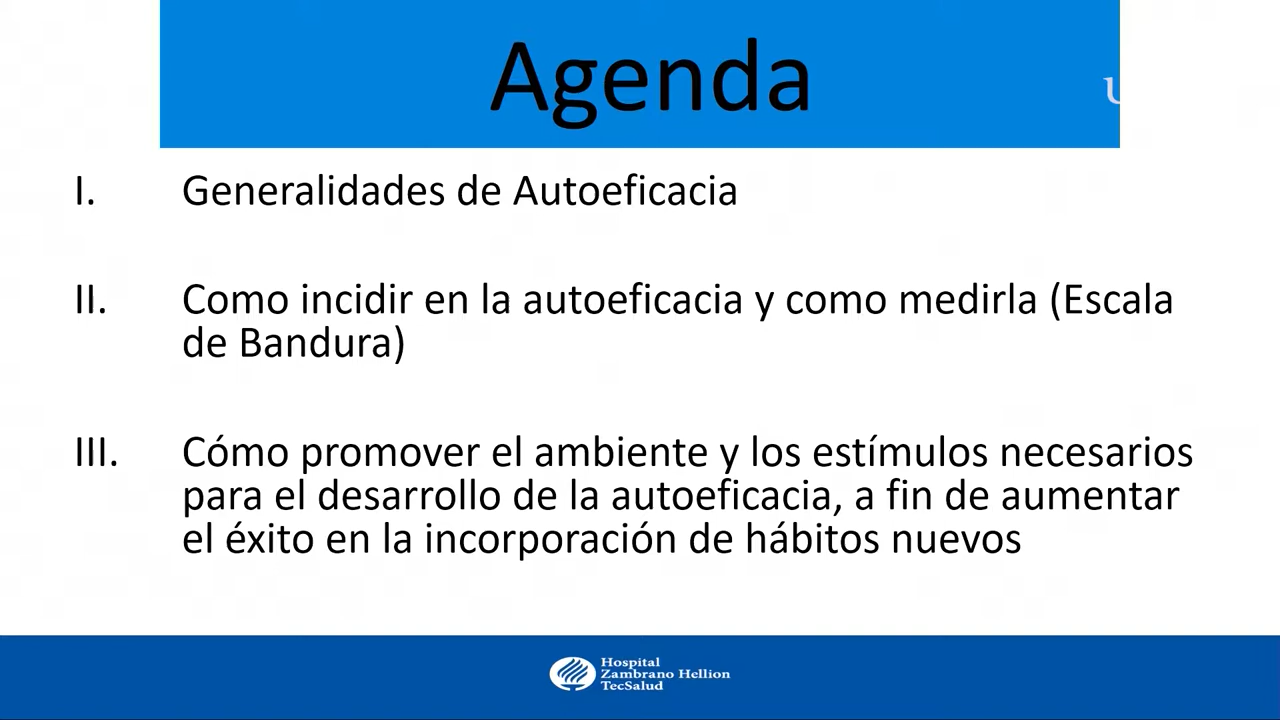 Agenda
I. Generalidades de Autoeficacia
II. Como incidir en la autoeficacia y como medirla (Escala
de Bandura)
III. Cómo promover el ambiente y los estímulos necesarios
para el desarrollo de la autoeficacia, a fin de aumentar
el éxito en la incorporación de hábitos nuevos
Hospital
Zambrano Hellion
TecSalud